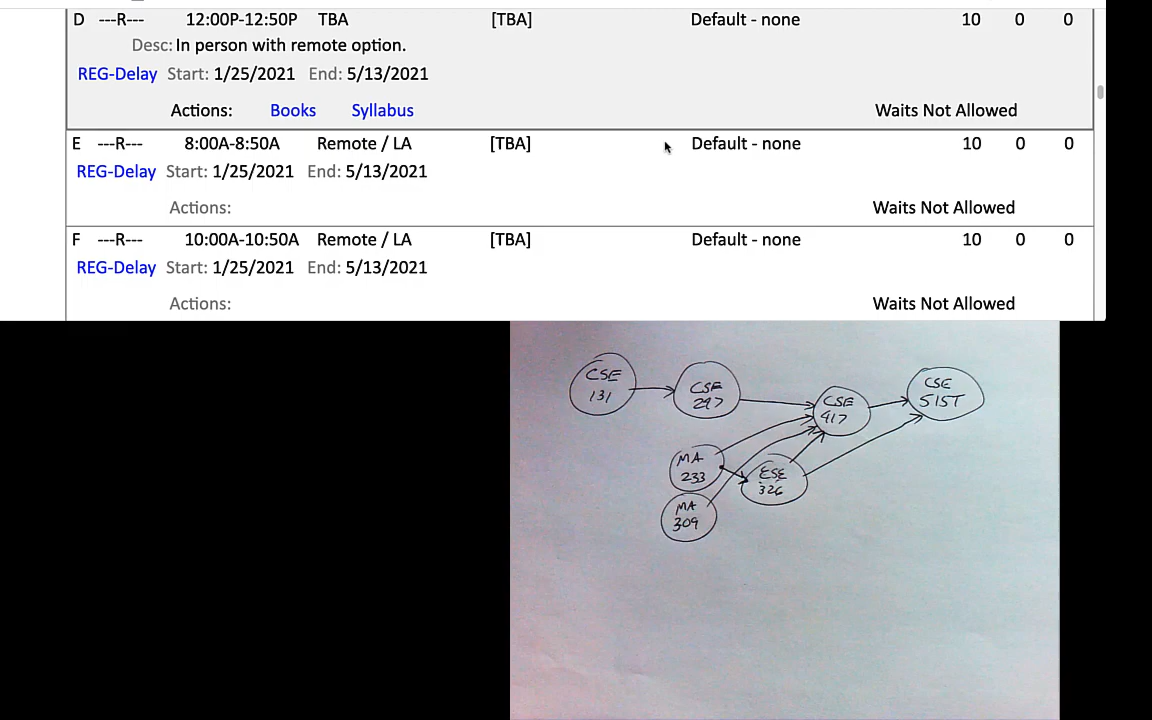 D ---R--- 12:00P-12:50P TBA [TBA] Default - none 10 0 0
Desc: In person with remote option.
REG-Delay Start: 1/25/2021 End: 5/13/2021
Actions: Books Syllabus Waits Not Allowed
E ---R--- 8:00A-8:50A Remote / LA [TBA] Default - none 10 0 0
REG-Delay Start: 1/25/2021 End: 5/13/2021
Actions: Waits Not Allowed
F ---R--- 10:00A-10:50A Remote / LA [TBA] Default - none 10 0 0
REG-Delay Start: 1/25/2021 End: 5/13/2021
Actions: Waits Not Allowed
CSE
131
CSE
247
CSE
417
CSE
515T
MA
233
ESE
326
MA
309